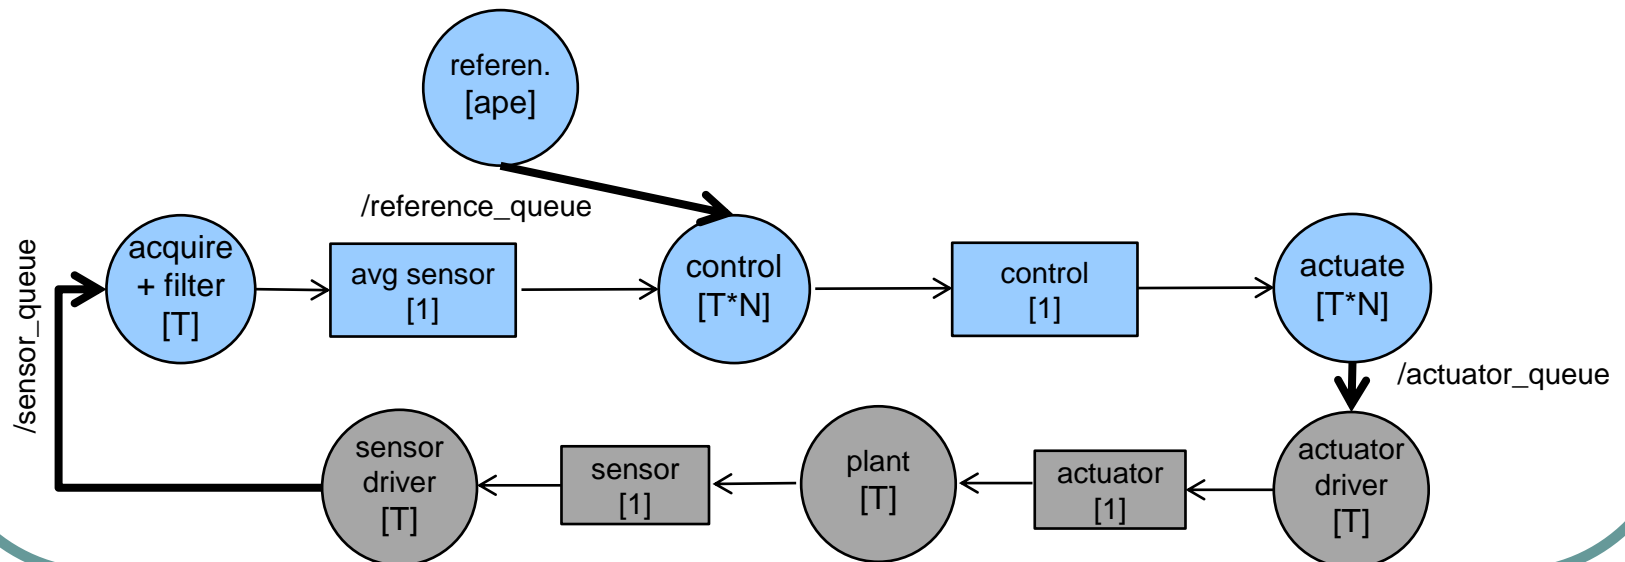 referen.
[ape]
/reference_queue
/sensor_queue
acquire
+ filter
[T]
avg sensor
[1]
control
[T*N]
control
[1]
actuate
[T*N]
/actuator_queue
sensor
driver
[T]
sensor
[1]
plant
[T]
actuator
[1]
actuator
driver
[T]